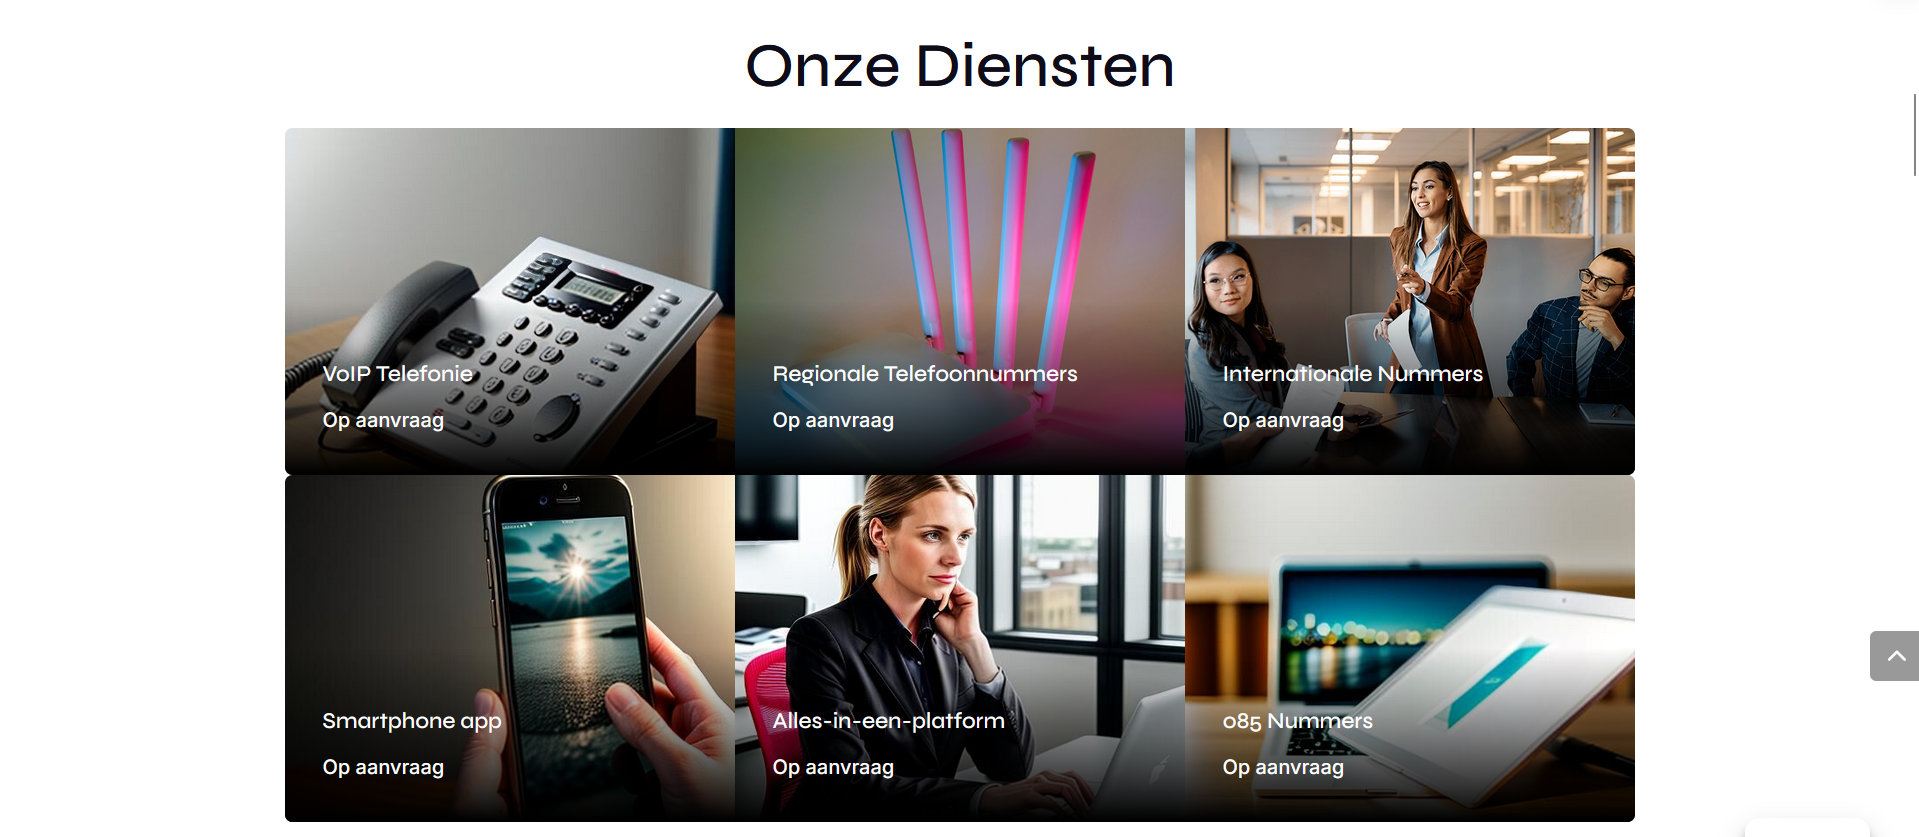 Onze Diensten
VoIP Telefonie
Op aanvraag
Regionale Telefoonnummers
Op aanvraag
Internationale Nummers
Op aanvraag
Smartphone app
Op aanvraag
Alles-in-een-platform
Op aanvraag
085 Nummers
Op aanvraag